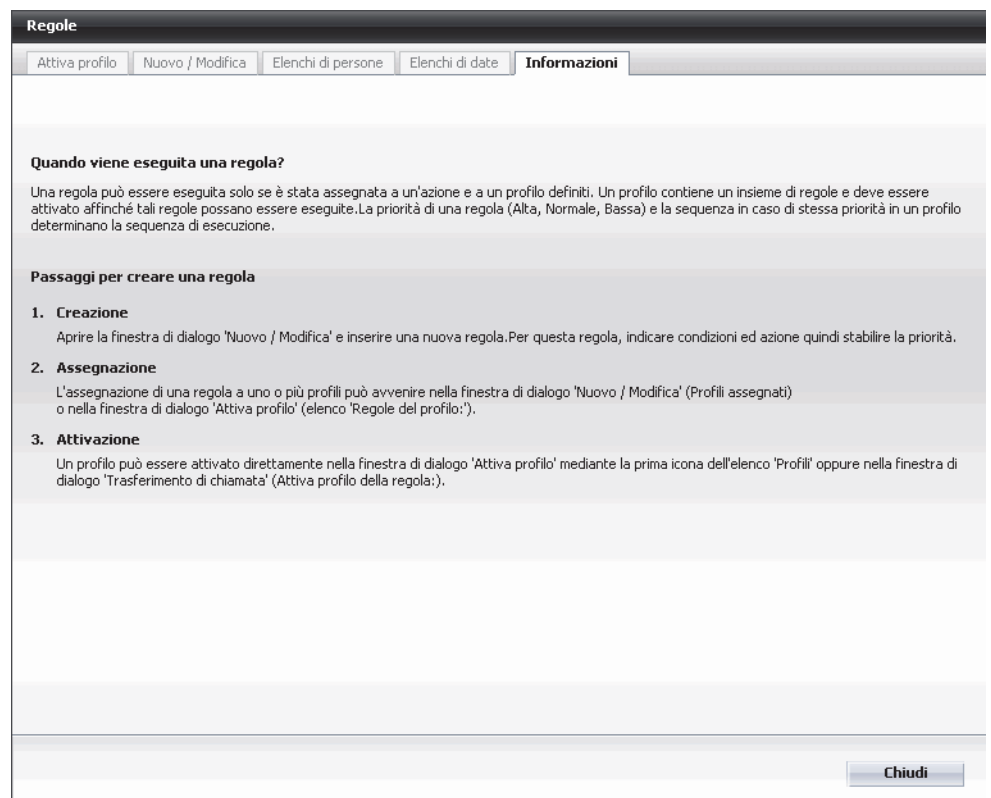 Regole
Attiva profilo
Nuovo / Modifica
Elenchi di persone
Elenchi di date
Informazioni
Quando viene eseguita una regola?
Una regola può essere eseguita solo se è stata assegnata a un'azione e a un profilo definiti. Un profilo contiene un insieme di regole e deve essere
attivato affinché tali regole possano essere eseguite.La priorità di una regola (Alta, Normale, Bassa) e la sequenza in caso di stessa priorità in un profilo
determinano la sequenza di esecuzione.
Passaggi per creare una regola
1. Creazione
Aprire la finestra di dialogo 'Nuovo / Modifica' e inserire una nuova regola.Per questa regola, indicare condizioni ed azione quindi stabilire la priorità.
2. Assegnazione
L'assegnazione di una regola a uno o più profili può avvenire nella finestra di dialogo 'Nuovo / Modifica' (Profili assegnati)
o nella finestra di dialogo 'Attiva profilo' (elenco 'Regole del profilo:').
3. Attivazione
Un profilo può essere attivato direttamente nella finestra di dialogo 'Attiva profilo' mediante la prima icona dell'elenco 'Profili' oppure nella finestra di
dialogo 'Trasferimento di chiamata' (Attiva profilo della regola:).
Chiudi